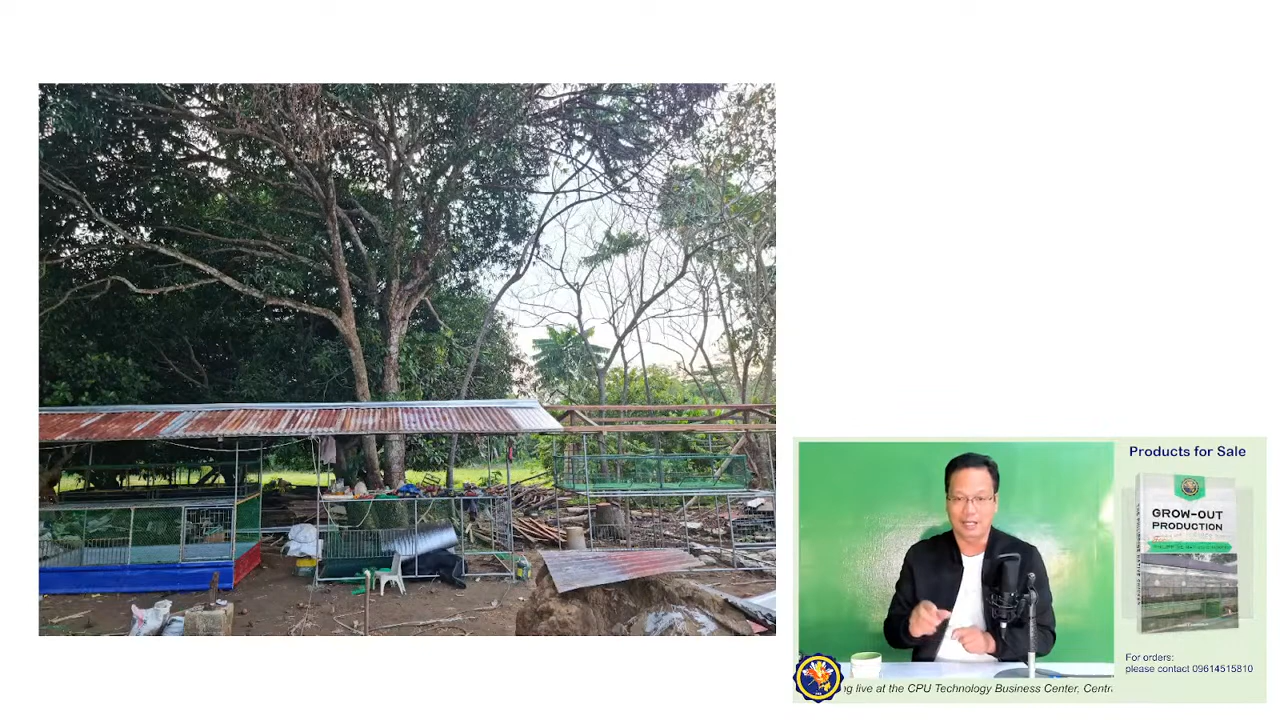 Products for Sale
GROW-OUT
PRODUCTION
For orders:
please contact 09614515810
ng live at the CPU Technology Business Center, Centr